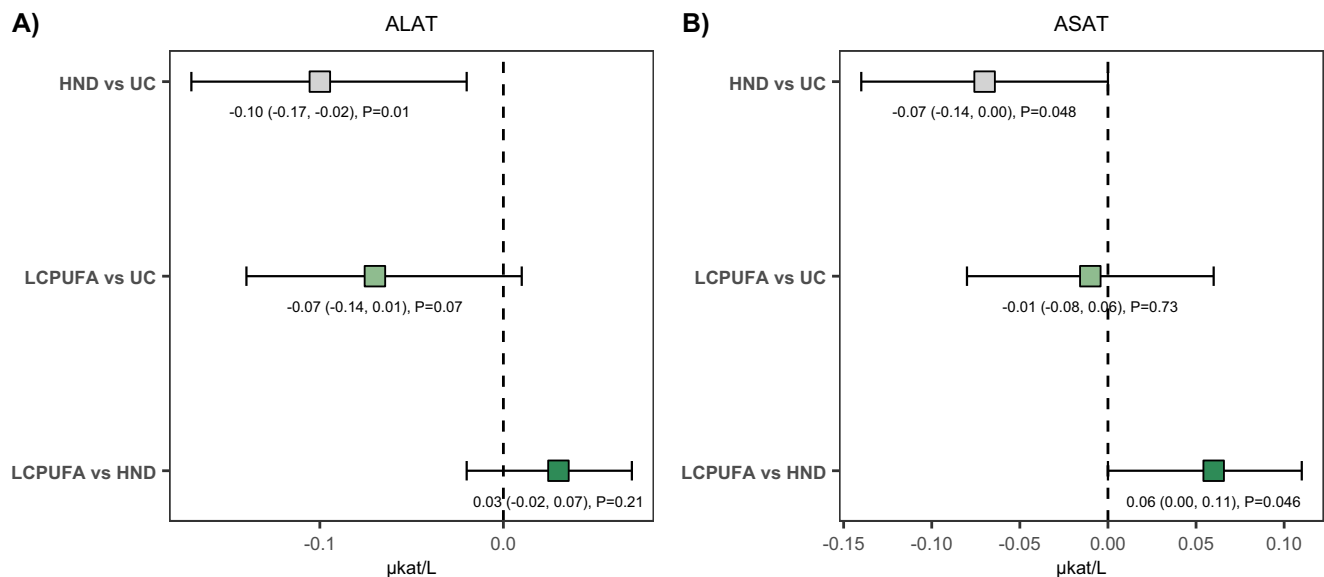 A)
ALAT
HND vs UC
-0.10 (-0.17, -0.02), P=0.01
LCPUFA vs UC
-0.07 (-0.14, 0.01), P=0.07
LCPUFA vs HND
0.03 (-0.02, 0.07), P=0.21
-0.1 0.0
μkat/L
B)
ASAT
HND vs UC
-0.07 (-0.14, 0.00), P=0.048
LCPUFA vs UC
-0.01 (-0.08, 0.06), P=0.73
LCPUFA vs HND
0.06 (0.00, 0.11), P=0.046
-0.15 -0.10 -0.05 0.00 0.05 0.10
μkat/L